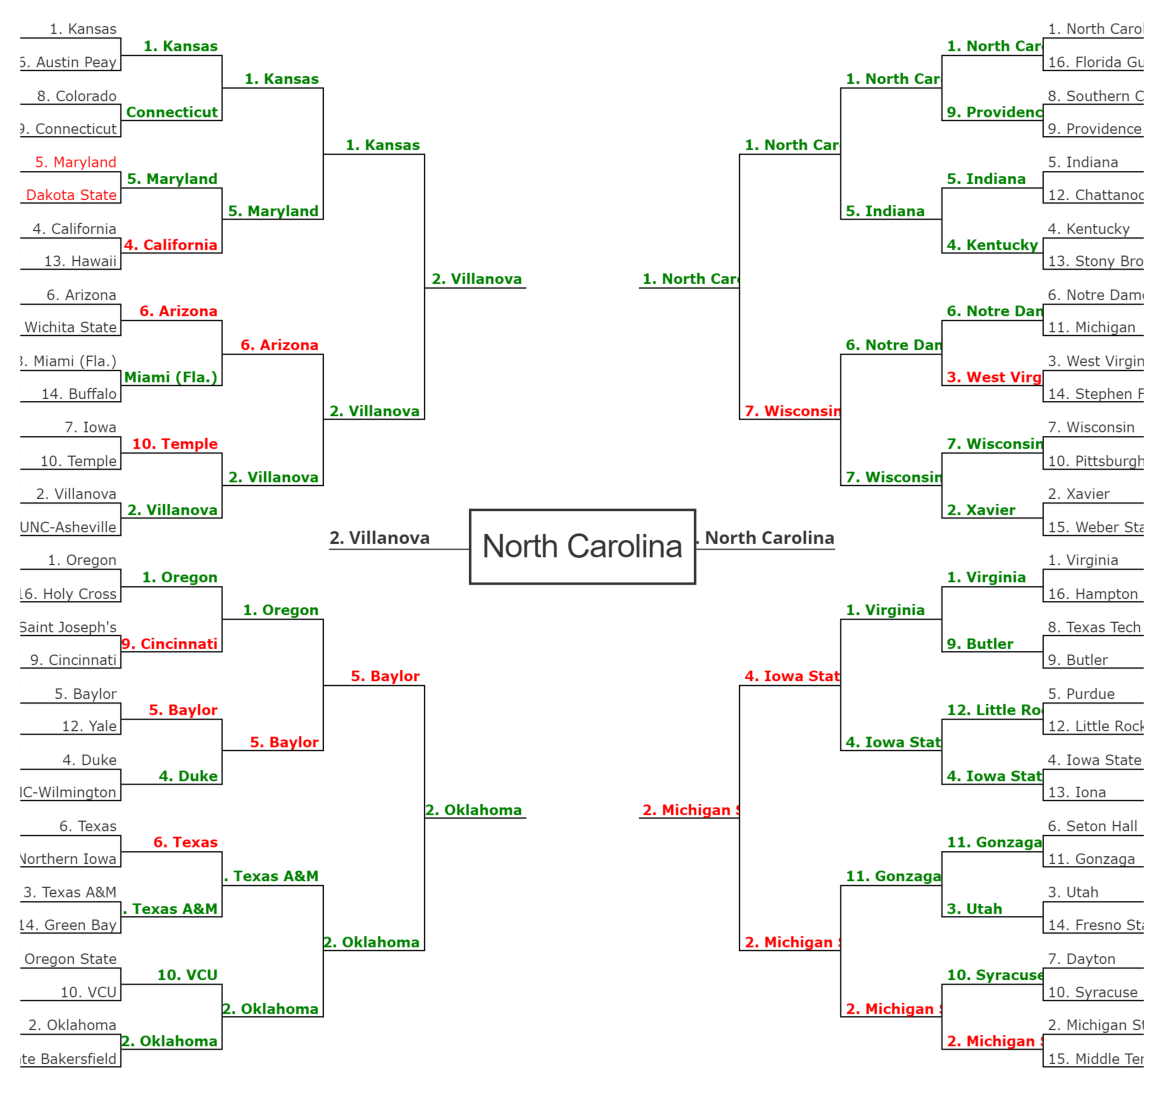 1. Kansas
6. Austin Peay
8. Colorado
9. Connecticut
5. Maryland
Dakota State
4. California
13. Hawaii
6. Arizona
Wichita State
3. Miami (Fla.)
14. Buffalo
7. Iowa
10. Temple
2. Villanova
UNC-Asheville
1. Oregon
16. Holy Cross
Saint Joseph's
9. Cincinnati
5. Baylor
12. Yale
4. Duke
NC-Wilmington
6. Texas
Northern Iowa
3. Texas A&M
14. Green Bay
Oregon State
10. VCU
2. Oklahoma
te Bakersfield
1. Kansas
Connecticut
5. Maryland
4. California
6. Arizona
Miami (Fla.)
10. Temple
2. Villanova
1. Oregon
9. Cincinnati
5. Baylor
4. Duke
6. Texas
. Texas A&M
10. VCU
2. Oklahoma
1. Kansas
5. Maryland
6. Arizona
2. Villanova
1. Oregon
5. Baylor
. Texas A&M
2. Oklahoma
1. Kansas
2. Villanova
5. Baylor
2. Oklahoma
2. Villanova
2. Oklahoma
2. Villanova
North Carolina
. North Carolina
1. North Car
2. Michigan S
1. North Car
7. Wisconsin
4. Iowa Stat
2. Michigan S
1. North Car
5. Indiana
6. Notre Dam
7. Wisconsin
1. Virginia
4. Iowa Stat
11. Gonzaga
2. Michigan S
1. North Car
9. Providenc
5. Indiana
4. Kentucky
6. Notre Dam
3. West Virg
7. Wisconsin
2. Xavier
1. Virginia
9. Butler
12. Little Ro
4. Iowa Stat
11. Gonzaga
3. Utah
10. Syracuse
2. Michigan S
1. North Carol
16. Florida Gu
8. Southern C
9. Providence
5. Indiana
12. Chattanoo
4. Kentucky
13. Stony Bro
6. Notre Dame
11. Michigan
3. West Virgin
14. Stephen F
7. Wisconsin
10. Pittsburgh
2. Xavier
15. Weber Sta
1. Virginia
16. Hampton
8. Texas Tech
9. Butler
5. Purdue
12. Little Rock
4. Iowa State
13. Iona
6. Seton Hall
11. Gonzaga
3. Utah
14. Fresno Sta
7. Dayton
10. Syracuse
2. Michigan St
15. Middle Ten